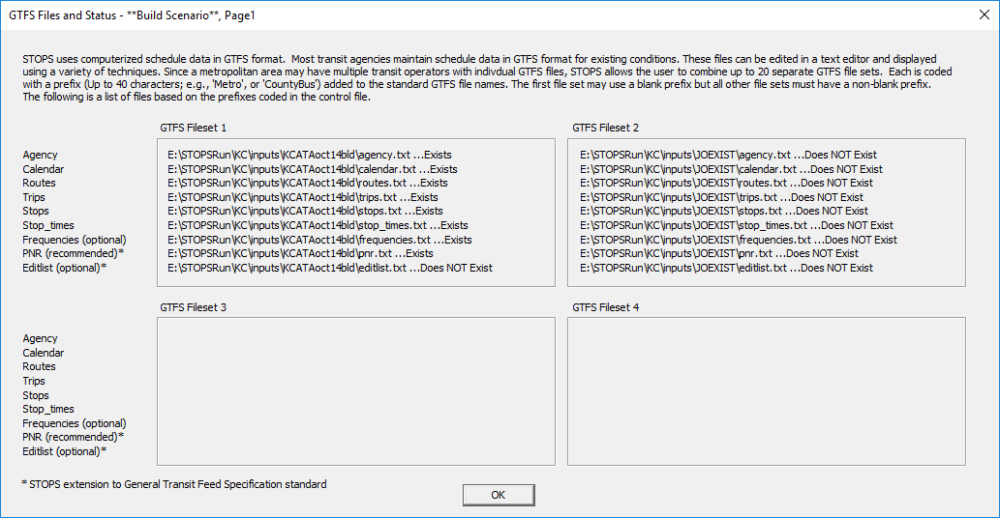 GTFS Files and Status - **Build Scenario**, Page1
STOPS uses computerized schedule data in GTFS format.  Most transit agencies maintain schedule data in GTFS format for existing conditions. These files can be edited in a text editor and displayed
using a variety of techniques. Since a metropolitan area may have multiple transit operators with indivdual GTFS files, STOPS allows the user to combine up to 20 separate GTFS file sets.  Each is coded
with a prefix (Up to 40 characters; e.g., 'Metro', or 'CountyBus') added to the standard GTFS file names. The first file set may use a blank prefix but all other file sets must have a non-blank prefix.
The following is a list of files based on the prefixes coded in the control file.
GTFS Fileset 1
GTFS Fileset 2
Agency
Calendar
Routes
Trips
Stops
Stop_times
Frequencies (optional)
PNR (recommended)*
Editlist (optional)*
E:\STOPSRun\KC\inputs\KCATAoct14bld\agency.txt ...Exists
E:\STOPSRun\KC\inputs\KCATAoct14bld\calendar.txt ...Exists
E:\STOPSRun\KC\inputs\KCATAoct14bld\routes.txt ...Exists
E:\STOPSRun\KC\inputs\KCATAoct14bld\trips.txt ...Exists
E:\STOPSRun\KC\inputs\KCATAoct14bld\stops.txt ...Exists
E:\STOPSRun\KC\inputs\KCATAoct14bld\stop_times.txt ...Exists
E:\STOPSRun\KC\inputs\KCATAoct14bld\frequencies.txt ...Exists
E:\STOPSRun\KC\inputs\KCATAoct14bld\pnr.txt ...Exists
E:\STOPSRun\KC\inputs\KCATAoct14bld\editlist.txt ...Does NOT Exist
E:\STOPSRun\KC\inputs\JOEXIST\agency.txt ...Does NOT Exist
E:\STOPSRun\KC\inputs\JOEXIST\calendar.txt ...Does NOT Exist
E:\STOPSRun\KC\inputs\JOEXIST\routes.txt ...Does NOT Exist
E:\STOPSRun\KC\inputs\JOEXIST\trips.txt ...Does NOT Exist
E:\STOPSRun\KC\inputs\JOEXIST\stops.txt ...Does NOT Exist
E:\STOPSRun\KC\inputs\JOEXIST\stop_times.txt ...Does NOT Exist
E:\STOPSRun\KC\inputs\JOEXIST\frequencies.txt ...Does NOT Exist
E:\STOPSRun\KC\inputs\JOEXIST\pnr.txt ...Does NOT Exist
E:\STOPSRun\KC\inputs\JOEXIST\editlist.txt ...Does NOT Exist
GTFS Fileset 3
GTFS Fileset 4
Agency
Calendar
Routes
Trips
Stops
Stop_times
Frequencies (optional)
PNR (recommended)*
Editlist (optional)*
* STOPS extension to General Transit Feed Specification standard
OK